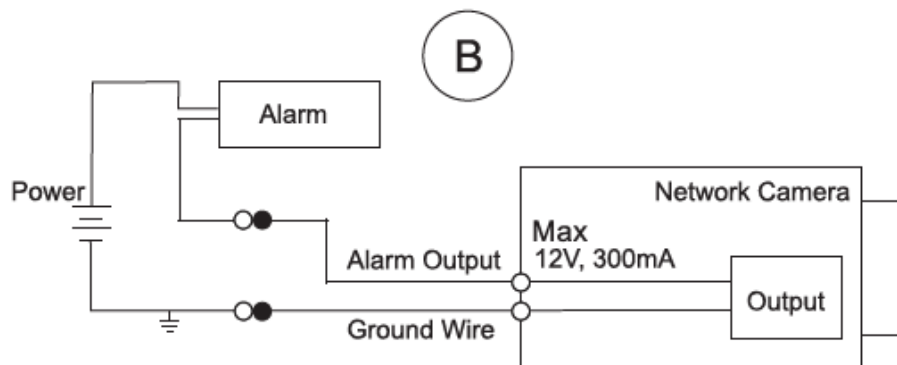 B
Alarm
Power
Network Camera
Max
12V, 300mA
Alarm Output
Output
Ground Wire